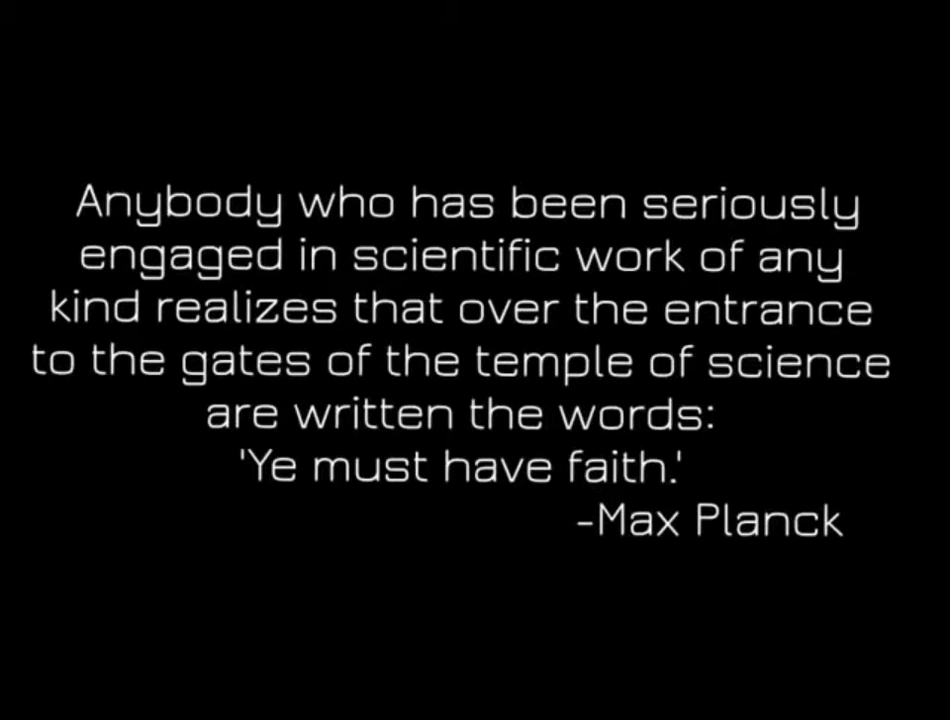 Anybody who has been seriously
engaged in scientific work of any
kind realizes that over the entrance
to the gates of the temple of science
are written the words:
'Ye must have faith.'
-Max Planck